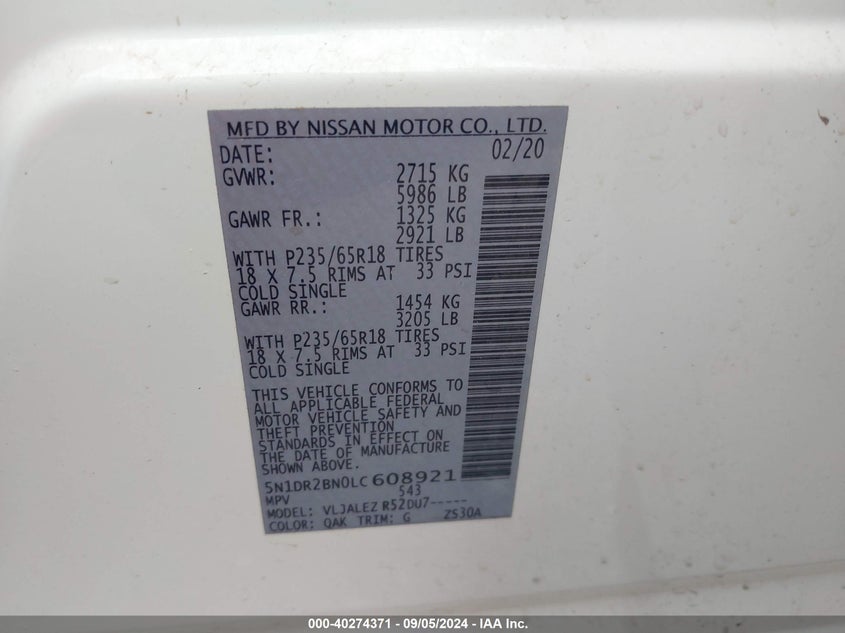 MFD BY NISSAN MOTOR CO., LTD.
DATE: 02/20
GVWR: 2715 KG
5986 LB
GAWR FR.: 1325 KG
2921 LB
WITH P235/65R18 TIRES
18 X 7.5 RIMS AT 33 PSI
COLD SINGLE
GAWR RR.: 1454 KG
3205 LB
WITH P235/65R18 TIRES
18 X 7.5 RIMS AT 33 PSI
COLD SINGLE
THIS VEHICLE CONFORMS TO
ALL APPLICABLE FEDERAL
MOTOR VEHICLE SAFETY AND
THEFT PREVENTION
STANDARDS IN EFFECT ON
THE DATE OF MANUFACTURE
SHOWN ABOVE.
5N1DR2BN0LC608921
MPV 543
MODEL: VLJALEZ R52DU7-----
COLOR: QAK TRIM: G ZS30A
000-40274371 - 09/05/2024 - IAA Inc.